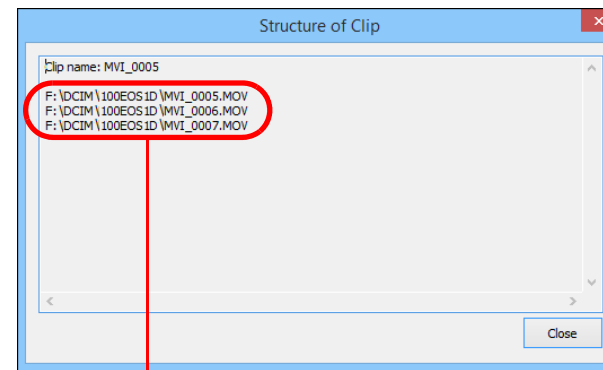 Structure of Clip
Clip name: MVI_0005
F:\DCIM\100EOS1D\MVI_0005.MOV
F:\DCIM\100EOS1D\MVI_0006.MOV
F:\DCIM\100EOS1D\MVI_0007.MOV
Close